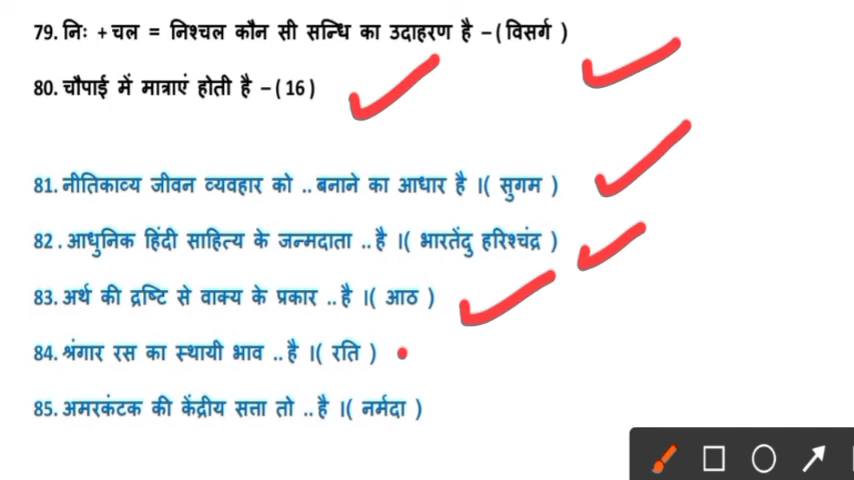 79. निः + चल = निश्चल कौन सी सन्धि का उदाहरण है – ( विसर्ग )
80. चौपाई में मात्राएं होती है – ( 16 )
81. नीतिकाव्य जीवन व्यवहार को .. बनाने का आधार है ।( सुगम )
82 . आधुनिक हिंदी साहित्य के जन्मदाता .. है ।( भारतेंदु हरिश्चंद्र )
83. अर्थ की द्रष्टि से वाक्य के प्रकार .. है ।( आठ )
84. श्रंगार रस का स्थायी भाव .. है ।( रति )
85. अमरकंटक की केंद्रीय सत्ता तो .. है ।( नर्मदा )